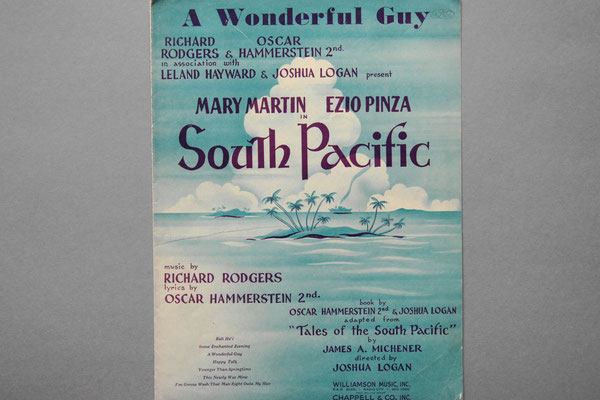 A Wonderful Guy
RICHARD OSCAR
RODGERS & HAMMERSTEIN 2nd.
in association with
LELAND HAYWARD & JOSHUA LOGAN present
MARY MARTIN EZIO PINZA
IN
South Pacific
music by
RICHARD RODGERS
lyrics by
OSCAR HAMMERSTEIN 2nd.
book by
OSCAR HAMMERSTEIN 2nd & JOSHUA LOGAN
adapted from
"Tales of the South Pacific"
by
JAMES A. MICHENER
directed by
JOSHUA LOGAN
Bali Ha'i
Some Enchanted Evening
A Wonderful Guy
Happy Talk
Younger Than Springtime
This Nearly Was Mine
I'm Gonna Wash That Man Right Outa My Hair
WILLIAMSON MUSIC, INC.
CHAPPELL & CO., INC.